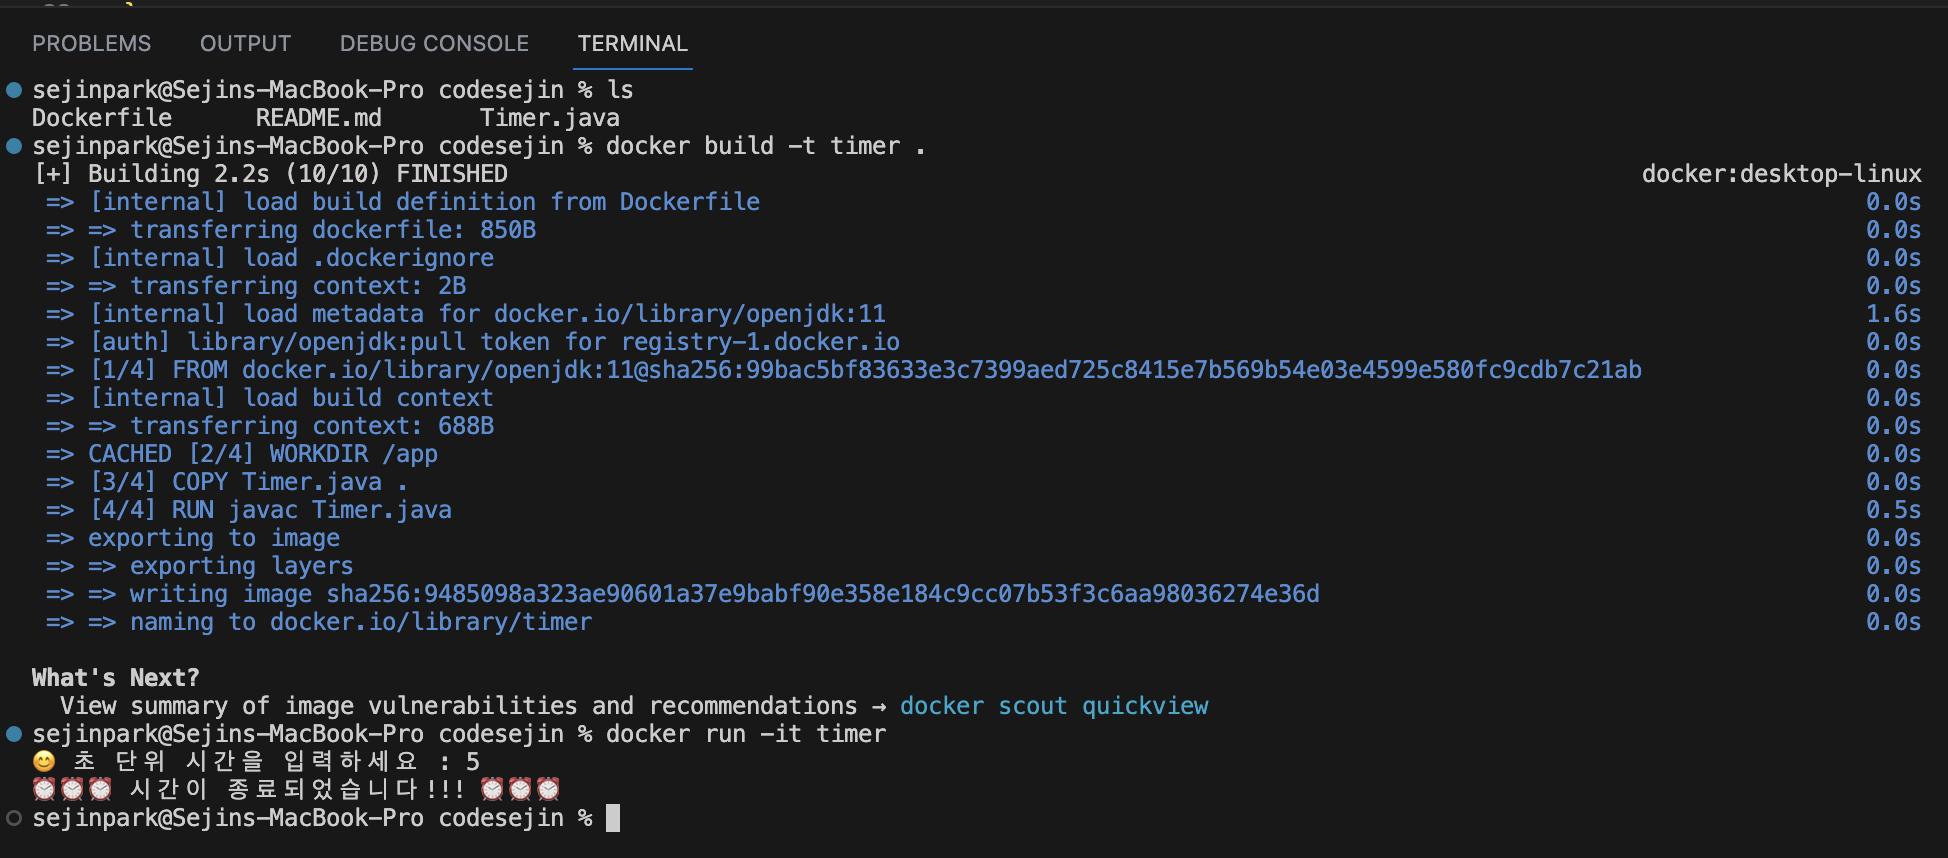 PROBLEMS OUTPUT DEBUG CONSOLE TERMINAL
sejinpark@Sejins-MacBook-Pro codesejin % ls
Dockerfile README.md Timer.java
sejinpark@Sejins-MacBook-Pro codesejin % docker build -t timer .
[+] Building 2.2s (10/10) FINISHED docker:desktop-linux
=> [internal] load build definition from Dockerfile 0.0s
=> => transferring dockerfile: 850B 0.0s
=> [internal] load .dockerignore 0.0s
=> => transferring context: 2B 0.0s
=> [internal] load metadata for docker.io/library/openjdk:11 1.6s
=> [auth] library/openjdk:pull token for registry-1.docker.io 0.0s
=> [1/4] FROM docker.io/library/openjdk:11@sha256:99bac5bf83633e3c7399aed725c8415e7b569b54e03e4599e580fc9cdb7c21ab 0.0s
=> [internal] load build context 0.0s
=> => transferring context: 688B 0.0s
=> CACHED [2/4] WORKDIR /app 0.0s
=> [3/4] COPY Timer.java . 0.0s
=> [4/4] RUN javac Timer.java 0.5s
=> exporting to image 0.0s
=> => exporting layers 0.0s
=> => writing image sha256:9485098a323ae90601a37e9babf90e358e184c9cc07b53f3c6aa98036274e36d 0.0s
=> => naming to docker.io/library/timer 0.0s
What's Next?
View summary of image vulnerabilities and recommendations → docker scout quickview
sejinpark@Sejins-MacBook-Pro codesejin % docker run -it timer
😊 초 단위 시간을 입력하세요 : 5
⏰⏰⏰ 시간이 종료되었습니다!!! ⏰⏰⏰
sejinpark@Sejins-MacBook-Pro codesejin %